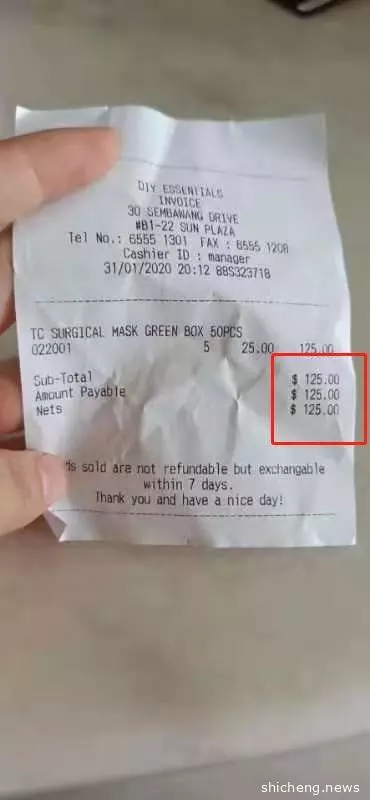 DIY ESSENTIALS
INVOICE
30 SEMBAWANG DRIVE
#B1-22 SUN PLAZA
Tel No.: 6555 1301 FAX : 6555 1208
Cashier ID : manager
31/01/2020 20:12 88S323718
TC SURGICAL MASK GREEN BOX 50PCS
022001 5 25.00 125.00
Sub-Total $ 125.00
Amount Payable $ 125.00
Nets $ 125.00
ds sold are not refundable but exchangable
within 7 days.
Thank you and have a nice day!
shicheng.news